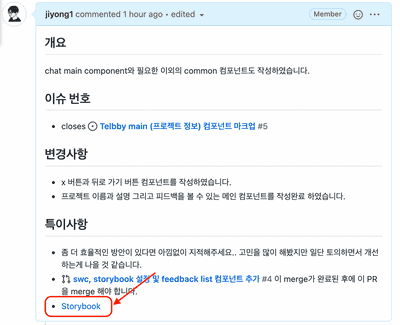 jiyong1 commented 1 hour ago • edited
Member
개요
chat main component와 필요한 이외의 common 컴포넌트도 작성하였습니다.
이슈 번호
closes Telbby main (프로젝트 정보) 컴포넌트 마크업 #5
변경사항
x 버튼과 뒤로 가기 버튼 컴포넌트를 작성하였습니다.
프로젝트 이름과 설명 그리고 피드백을 볼 수 있는 메인 컴포넌트를 작성완료 하였습니다.
특이사항
좀 더 효율적인 방안이 있다면 아낌없이 지적해주세요.. 고민을 많이 해봤지만 일단 토의하면서 개선
하는게 나을 것 같습니다.
swc, storybook 설정 및 feedback list 컴포넌트 추가 #4 이 merge가 완료된 후에 이 PR
을 merge 해야 합니다.
Storybook